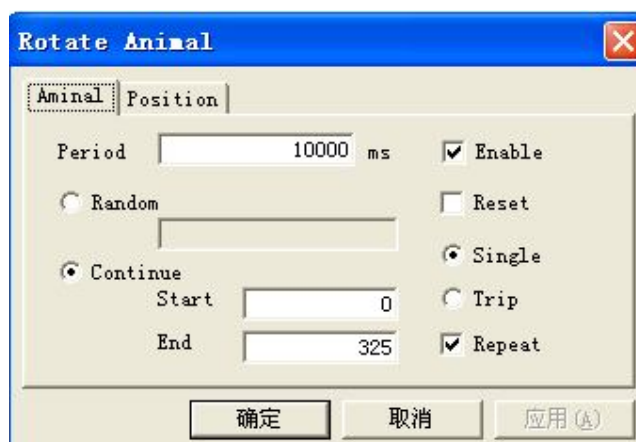 Rotate Animal
Aminal Position
Period 10000 ms Enable
Random Reset
Continue Single
Start 0 Trip
End 325 Repeat
确定 取消 应用(A)